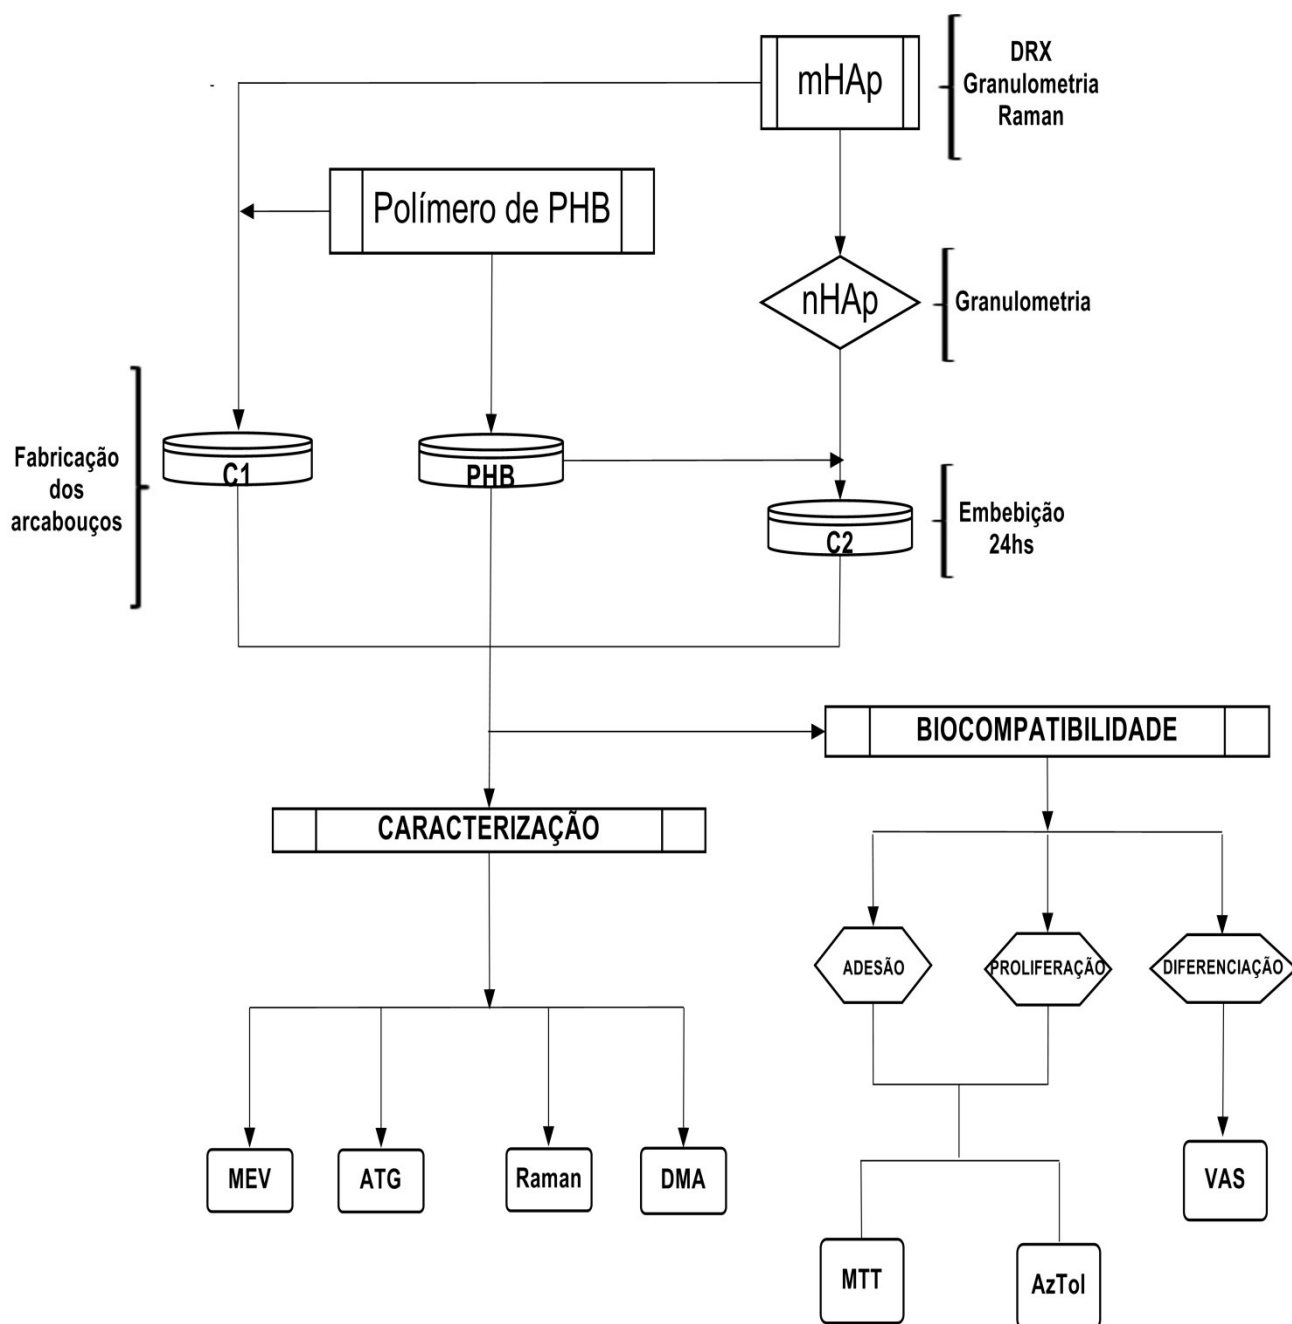 mHAp
DRX
Granulometria
Raman
Polímero de PHB
nHAp
Granulometria
Fabricação
dos
arcabouços
C1
PHB
C2
Embebição
24hs
BIOCOMPATIBILIDADE
CARACTERIZAÇÃO
ADESÃO
PROLIFERAÇÃO
DIFERENCIAÇÃO
MEV
ATG
Raman
DMA
VAS
MTT
AzTol